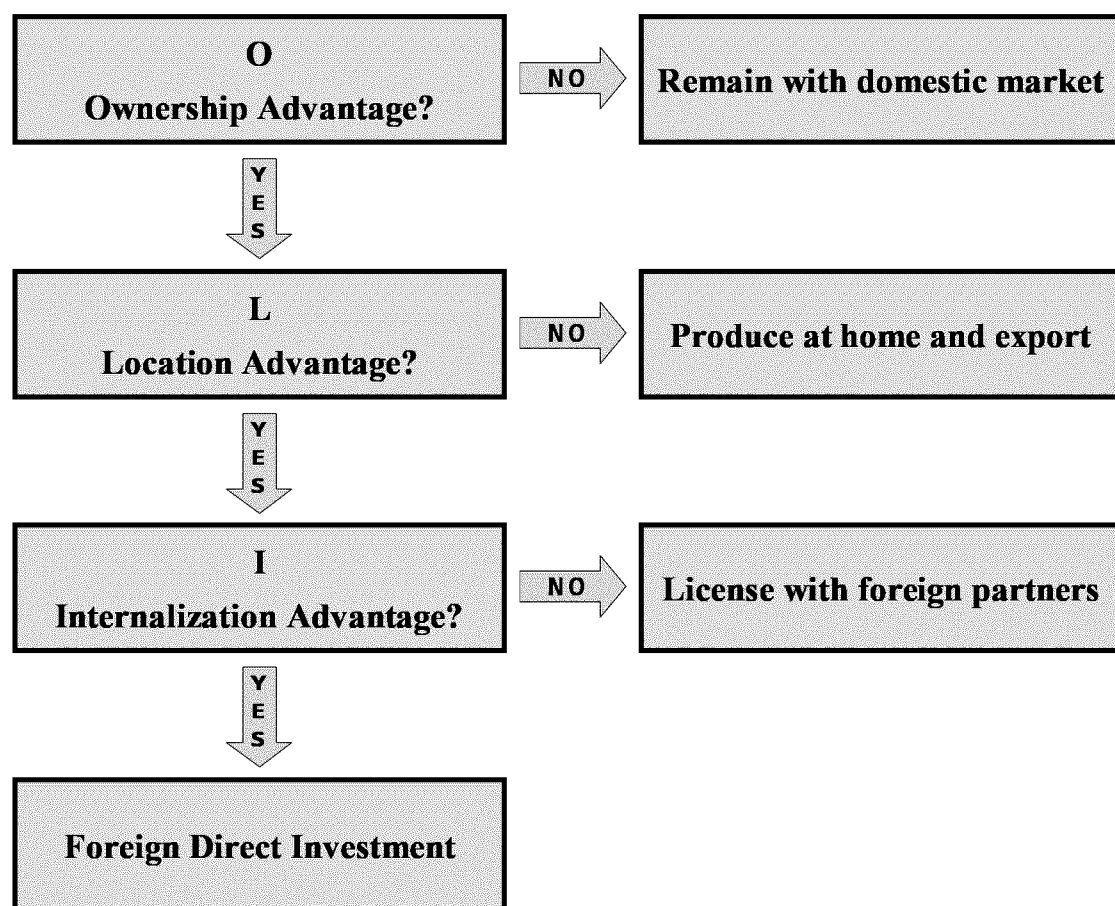 O
Ownership Advantage?
NO
Remain with domestic market
YES
L
Location Advantage?
NO
Produce at home and export
YES
I
Internalization Advantage?
NO
License with foreign partners
YES
Foreign Direct Investment